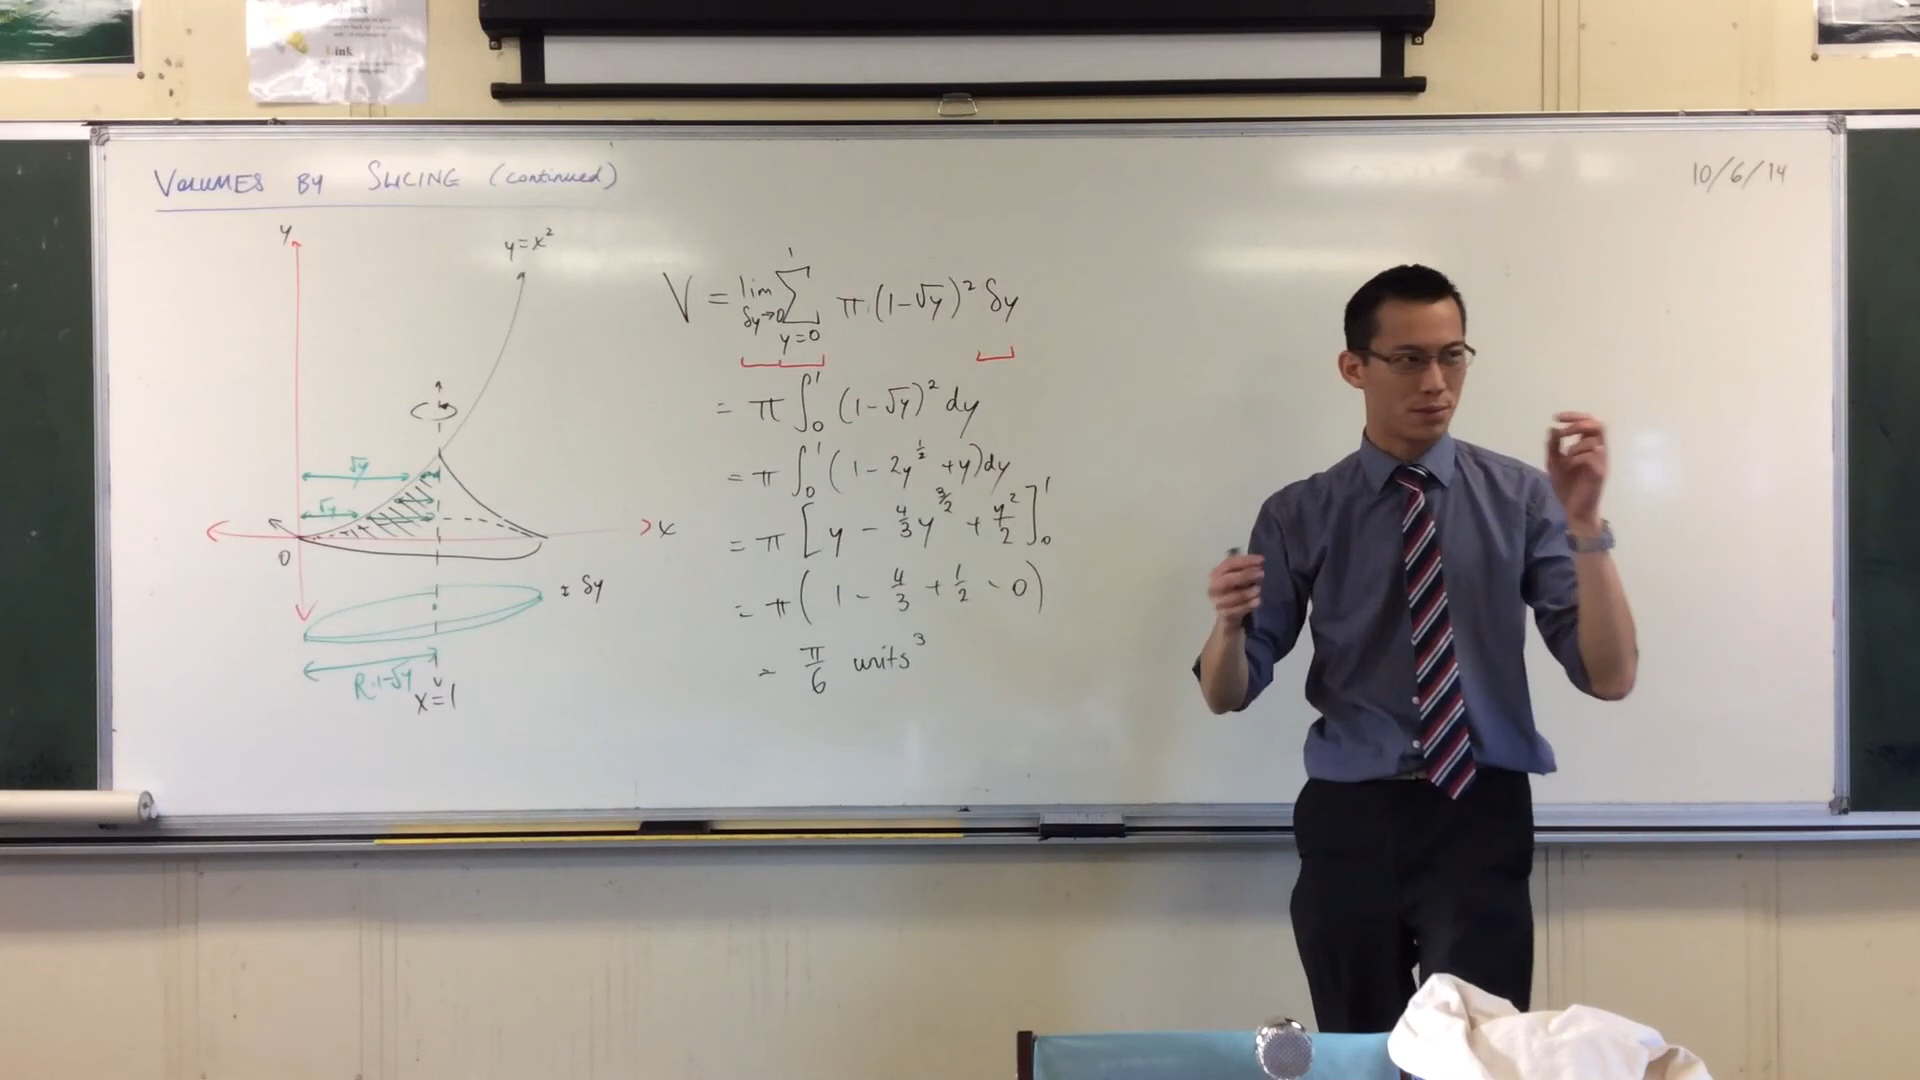 Link
VOLUMES BY SLICING (continued)
10/6/14
y
y=x²
√y
√y
x
0
δy
R=1-√y
x=1
V = lim δy→0 Σ y=0 1 π(1-√y)² δy
= π ∫₀¹ (1-√y)² dy
= π ∫₀¹ (1 - 2y^½ + y) dy
= π [y - 4/3 y^3/2 + y²/2]₀¹
= π (1 - 4/3 + 1/2 - 0)
= π/6 units³